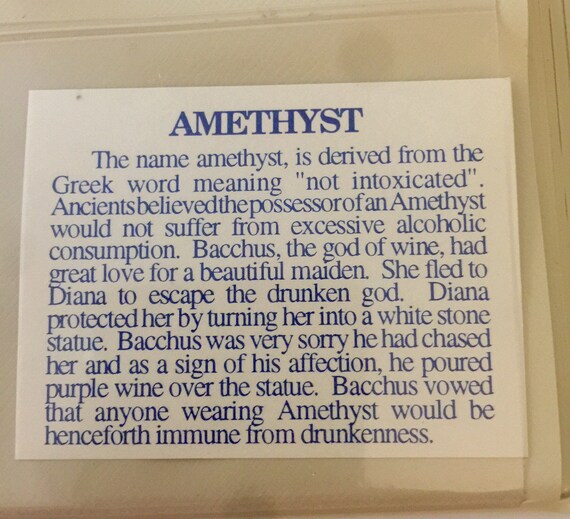 AMETHYST
The name amethyst, is derived from the
Greek word meaning "not intoxicated".
Ancientsbelievedthepossessorofan Amethyst
would not suffer from excessive alcoholic
consumption. Bacchus, the god of wine, had
great love for a beautiful maiden. She fled to
Diana to escape the drunken god. Diana
protected her by turning her into a white stone
statue. Bacchus was very sorry he had chased
her and as a sign of his affection, he poured
purple wine over the statue. Bacchus vowed
that anyone wearing Amethyst would be
henceforth immune from drunkenness.